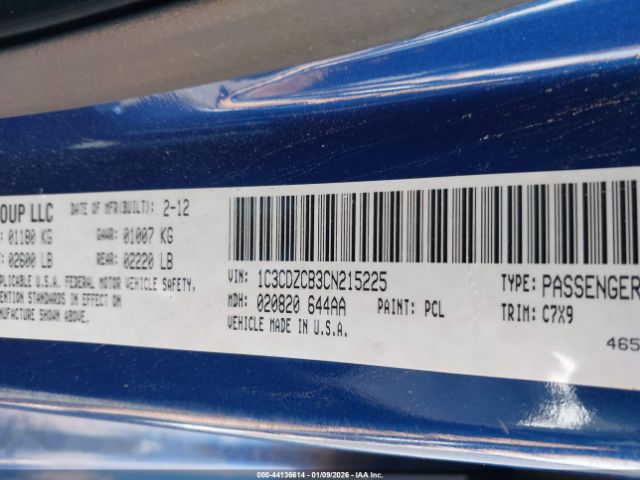 OUP LLC DATE OF MFR(BUILT): 2-12
: 01180 KG GAWR: 01007 KG
: 02600 LB REAR: 02220 LB
PLICABLE U.S.A. FEDERAL MOTOR VEHICLE SAFETY,
ENTION STANDARDS IN EFFECT ON
NUFACTURE SHOWN ABOVE.
VIN: 1C3CDZCB3CN215225 TYPE: PASSENGER
MDH: 020820 644AA PAINT: PCL TRIM: C7X9
VEHICLE MADE IN U.S.A.
465
000-44136614 - 01/09/2026 - IAA Inc.